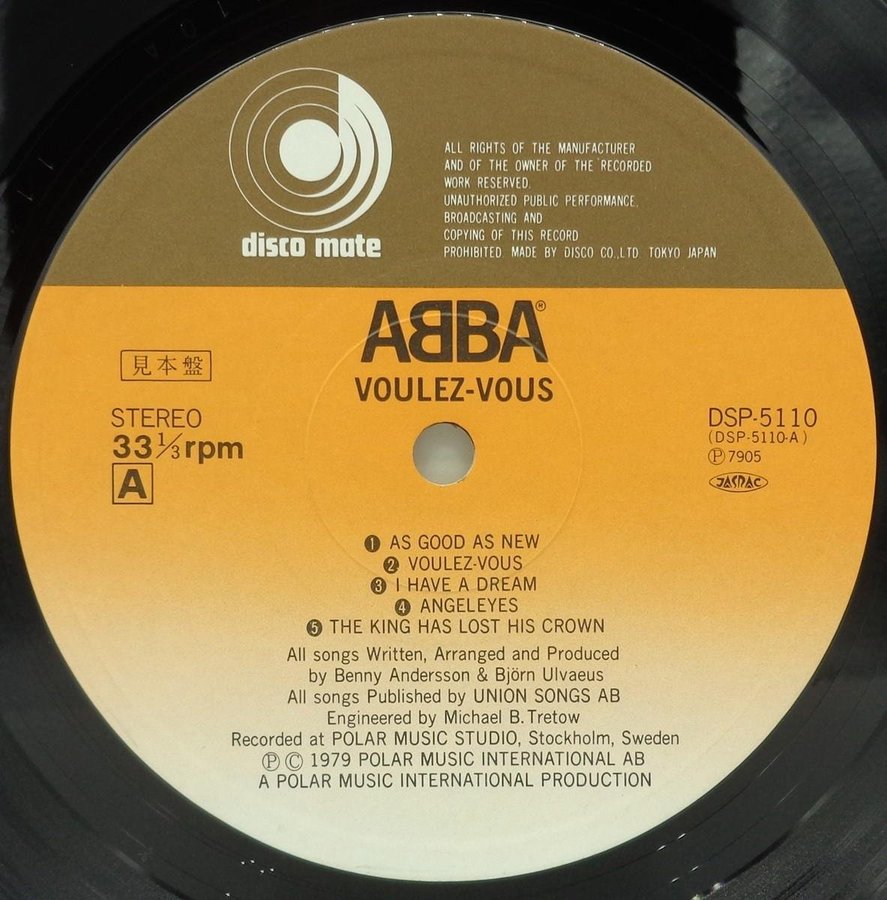 disco mate
ALL RIGHTS OF THE MANUFACTURER
AND OF THE OWNER OF THE RECORDED
WORK RESERVED.
UNAUTHORIZED PUBLIC PERFORMANCE,
BROADCASTING AND
COPYING OF THIS RECORD
PROHIBITED. MADE BY DISCO CO.,LTD. TOKYO JAPAN
ABBA®
VOULEZ-VOUS
見本盤
STEREO
33 1/3 rpm
A
DSP-5110
(DSP-5110-A)
Ⓟ7905
JASRAC
❶ AS GOOD AS NEW
❷ VOULEZ-VOUS
❸ I HAVE A DREAM
❹ ANGELEYES
❺ THE KING HAS LOST HIS CROWN
All songs Written, Arranged and Produced
by Benny Andersson & Björn Ulvaeus
All songs Published by UNION SONGS AB
Engineered by Michael B. Tretow
Recorded at POLAR MUSIC STUDIO, Stockholm, Sweden
Ⓟ Ⓒ 1979 POLAR MUSIC INTERNATIONAL AB
A POLAR MUSIC INTERNATIONAL PRODUCTION